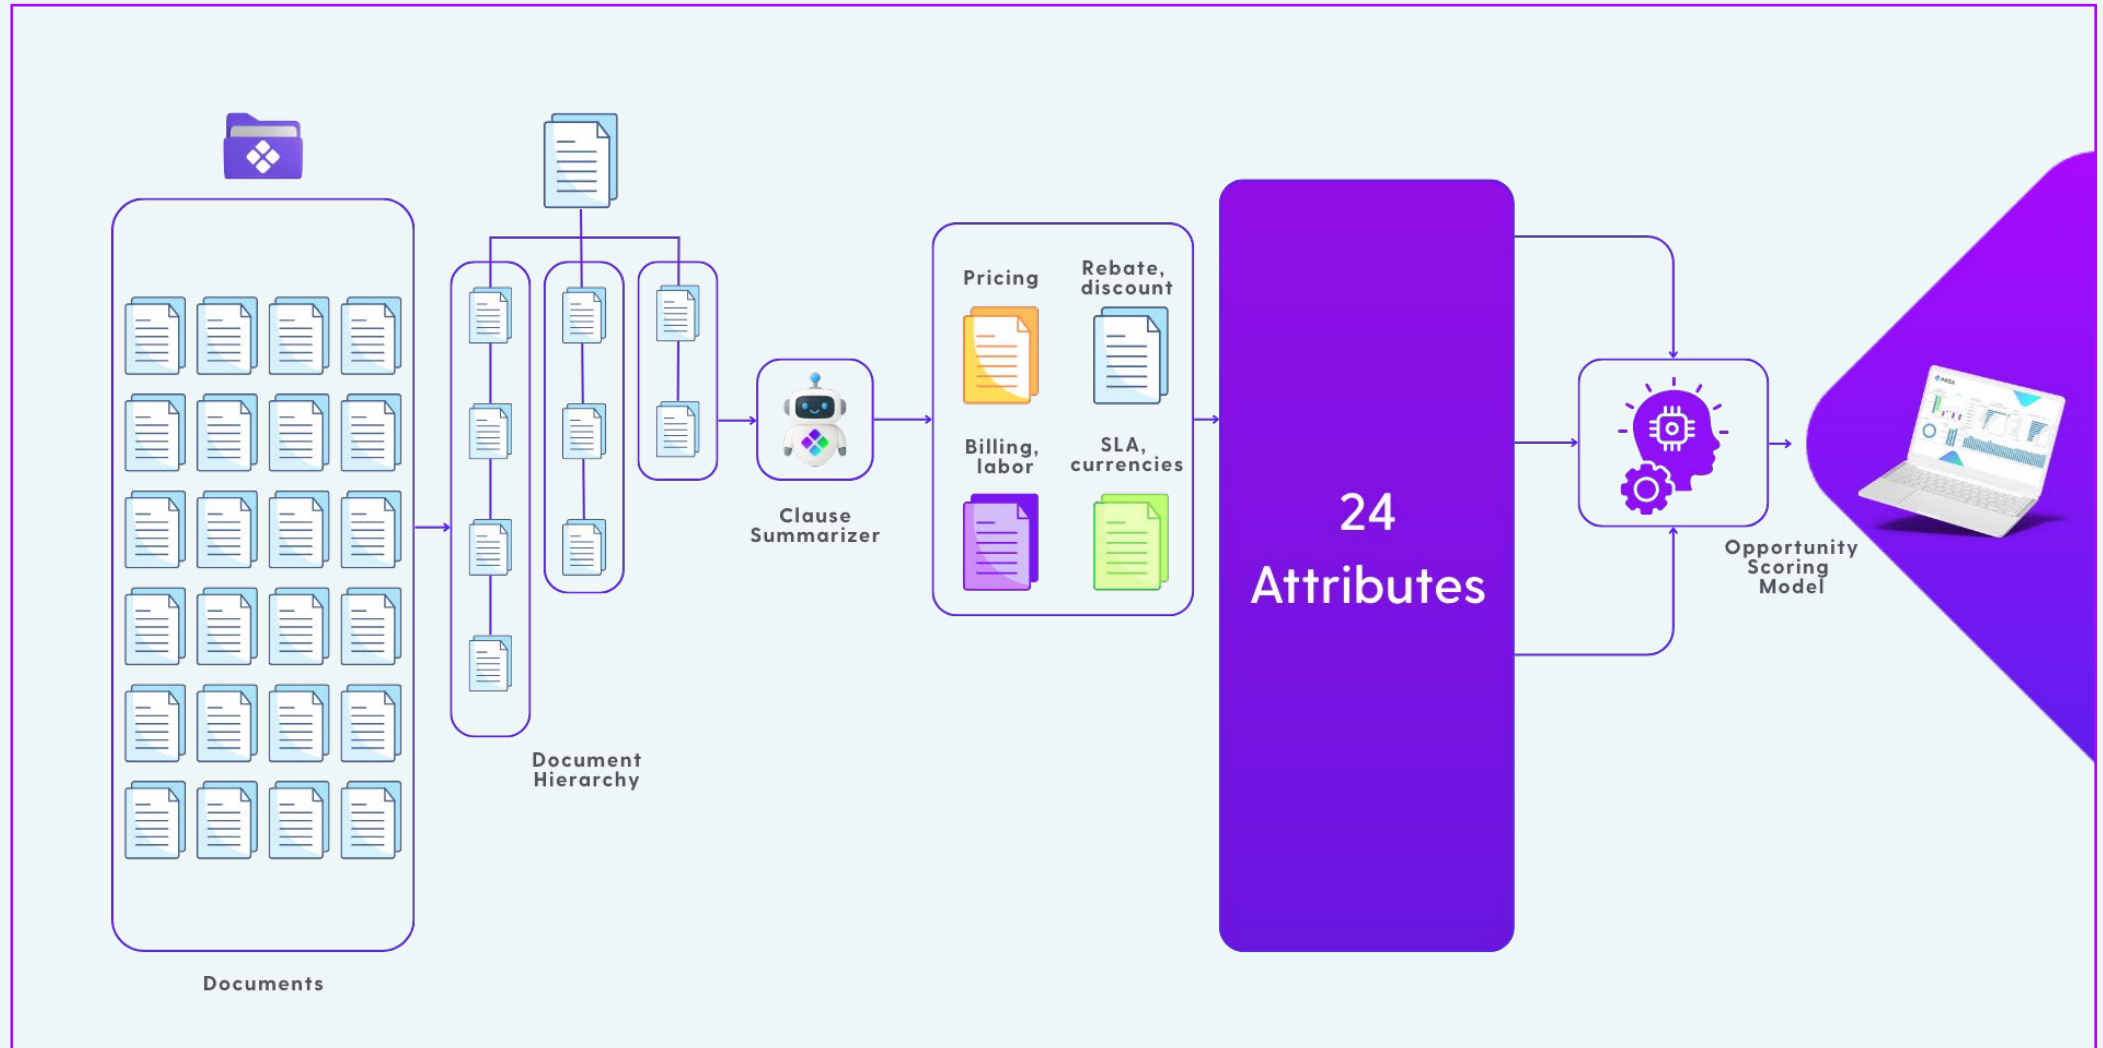 Documents
Document
Hierarchy
Clause
Summarizer
Pricing
Rebate,
discount
Billing,
labor
SLA,
currencies
24
Attributes
Opportunity
Scoring
Model